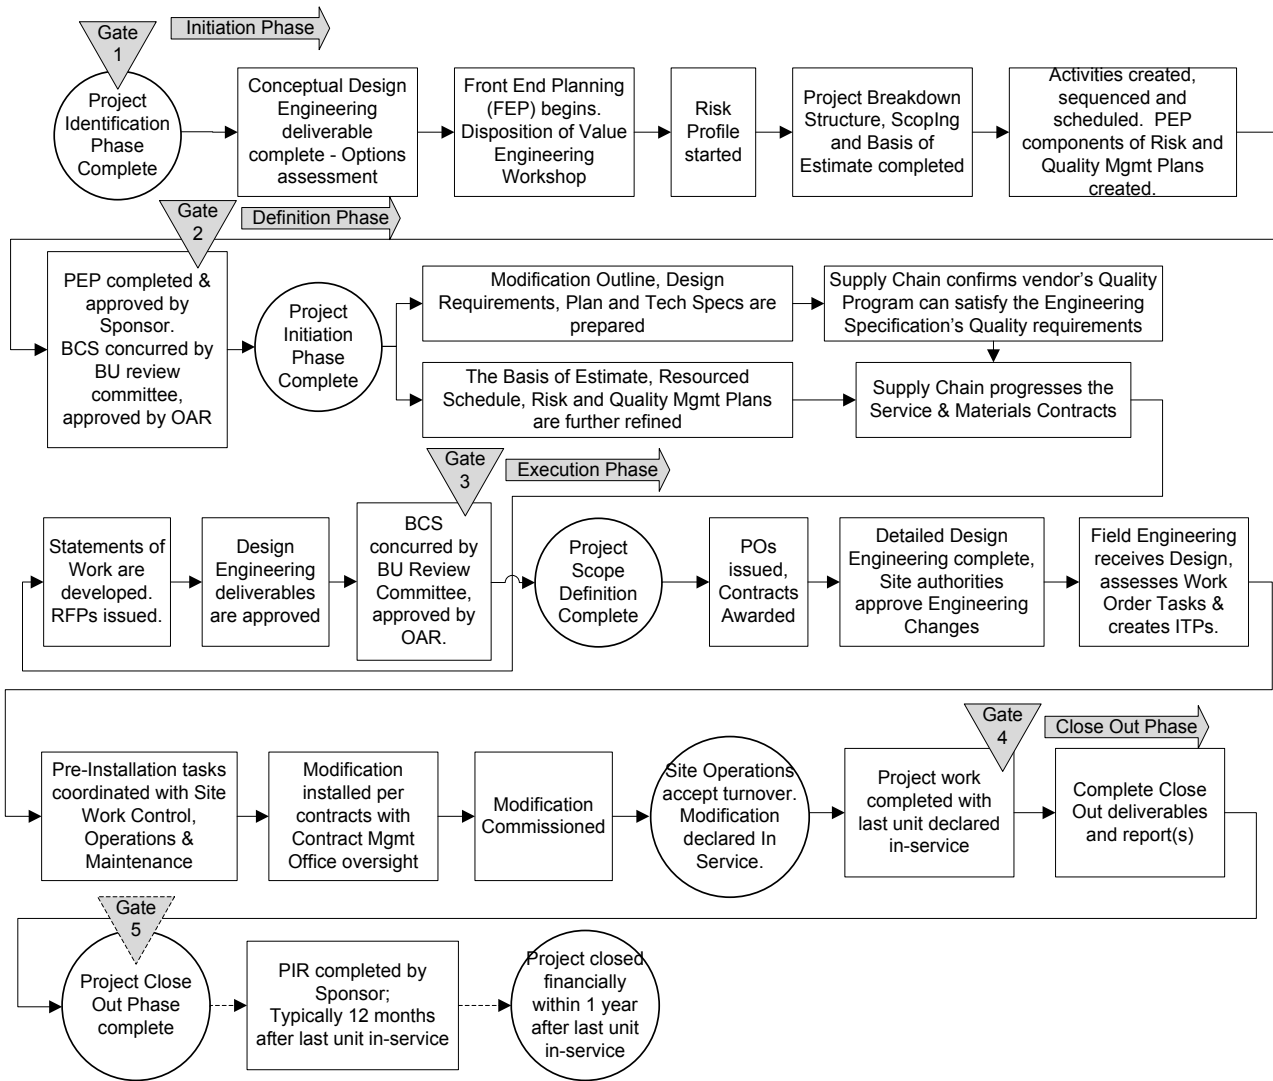 Gate
1
Initiation Phase
Project
Identification
Phase
Complete
Conceptual Design
Engineering
deliverable
complete - Options
assessment
Front End Planning
(FEP) begins.
Disposition of Value
Engineering
Workshop
Risk
Profile
started
Project Breakdown
Structure, ScopIng
and Basis of
Estimate completed
Activities created,
sequenced and
scheduled.  PEP
components of Risk and
Quality Mgmt Plans
created.
Gate
2
Definition Phase
PEP completed &
approved by
Sponsor.
BCS concurred by
BU review
committee,
approved by OAR
Project
Initiation
Phase
Complete
Modification Outline, Design
Requirements, Plan and Tech Specs are
prepared
Supply Chain confirms vendor's Quality
Program can satisfy the Engineering
Specification's Quality requirements
The Basis of Estimate, Resourced
Schedule, Risk and Quality Mgmt Plans
are further refined
Supply Chain progresses the
Service & Materials Contracts
Gate
3
Execution Phase
Statements of
Work are
developed.
RFPs issued.
Design
Engineering
deliverables
are approved
BCS
concurred by
BU Review
Committee,
approved by
OAR.
Project
Scope
Definition
Complete
POs
issued,
Contracts
Awarded
Detailed Design
Engineering complete,
Site authorities
approve Engineering
Changes
Field Engineering
receives Design,
assesses Work
Order Tasks &
creates ITPs.
Gate
4
Close Out Phase
Pre-Installation tasks
coordinated with Site
Work Control,
Operations &
Maintenance
Modification
installed per
contracts with
Contract Mgmt
Office oversight
Modification
Commissioned
Site Operations
accept turnover.
Modification
declared In
Service.
Project work
completed with
last unit declared
in-service
Complete Close
Out deliverables
and report(s)
Gate
5
Project Close
Out Phase
complete
PIR completed by
Sponsor;
Typically 12 months
after last unit in-service
Project closed
financially
within 1 year
after last unit
in-service